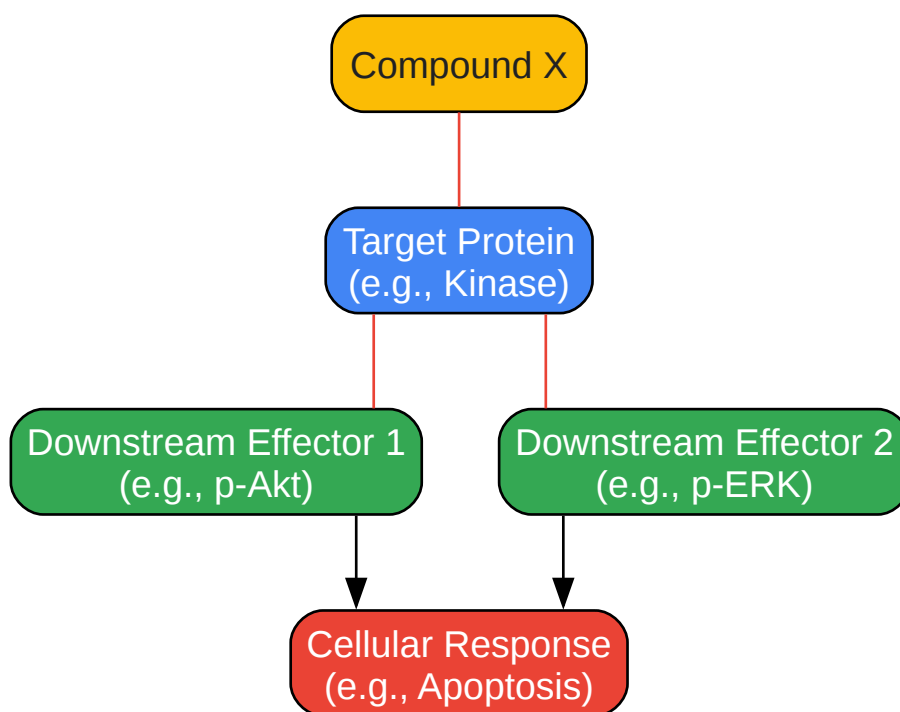 Compound X
Target Protein
(e.g., Kinase)
Downstream Effector 1
(e.g., p-Akt)
Downstream Effector 2
(e.g., p-ERK)
Cellular Response
(e.g., Apoptosis)